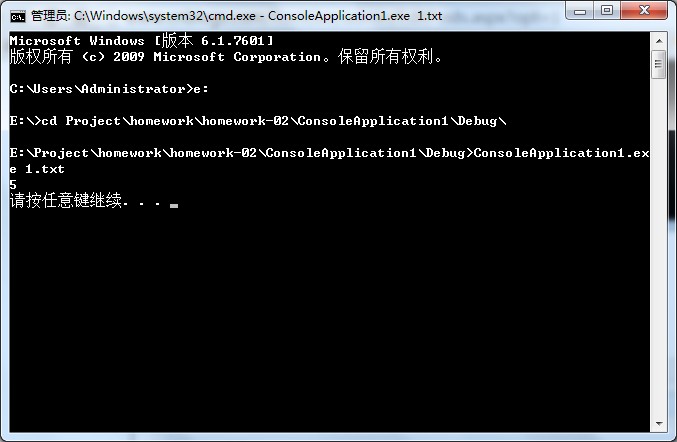 管理员: C:\Windows\system32\cmd.exe - ConsoleApplication1.exe  1.txt
Microsoft Windows [版本 6.1.7601]
版权所有 (c) 2009 Microsoft Corporation。保留所有权利。
C:\Users\Administrator>e:
E:\>cd Project\homework\homework-02\ConsoleApplication1\Debug\
E:\Project\homework\homework-02\ConsoleApplication1\Debug>ConsoleApplication1.ex
e 1.txt
5
请按任意键继续. . .